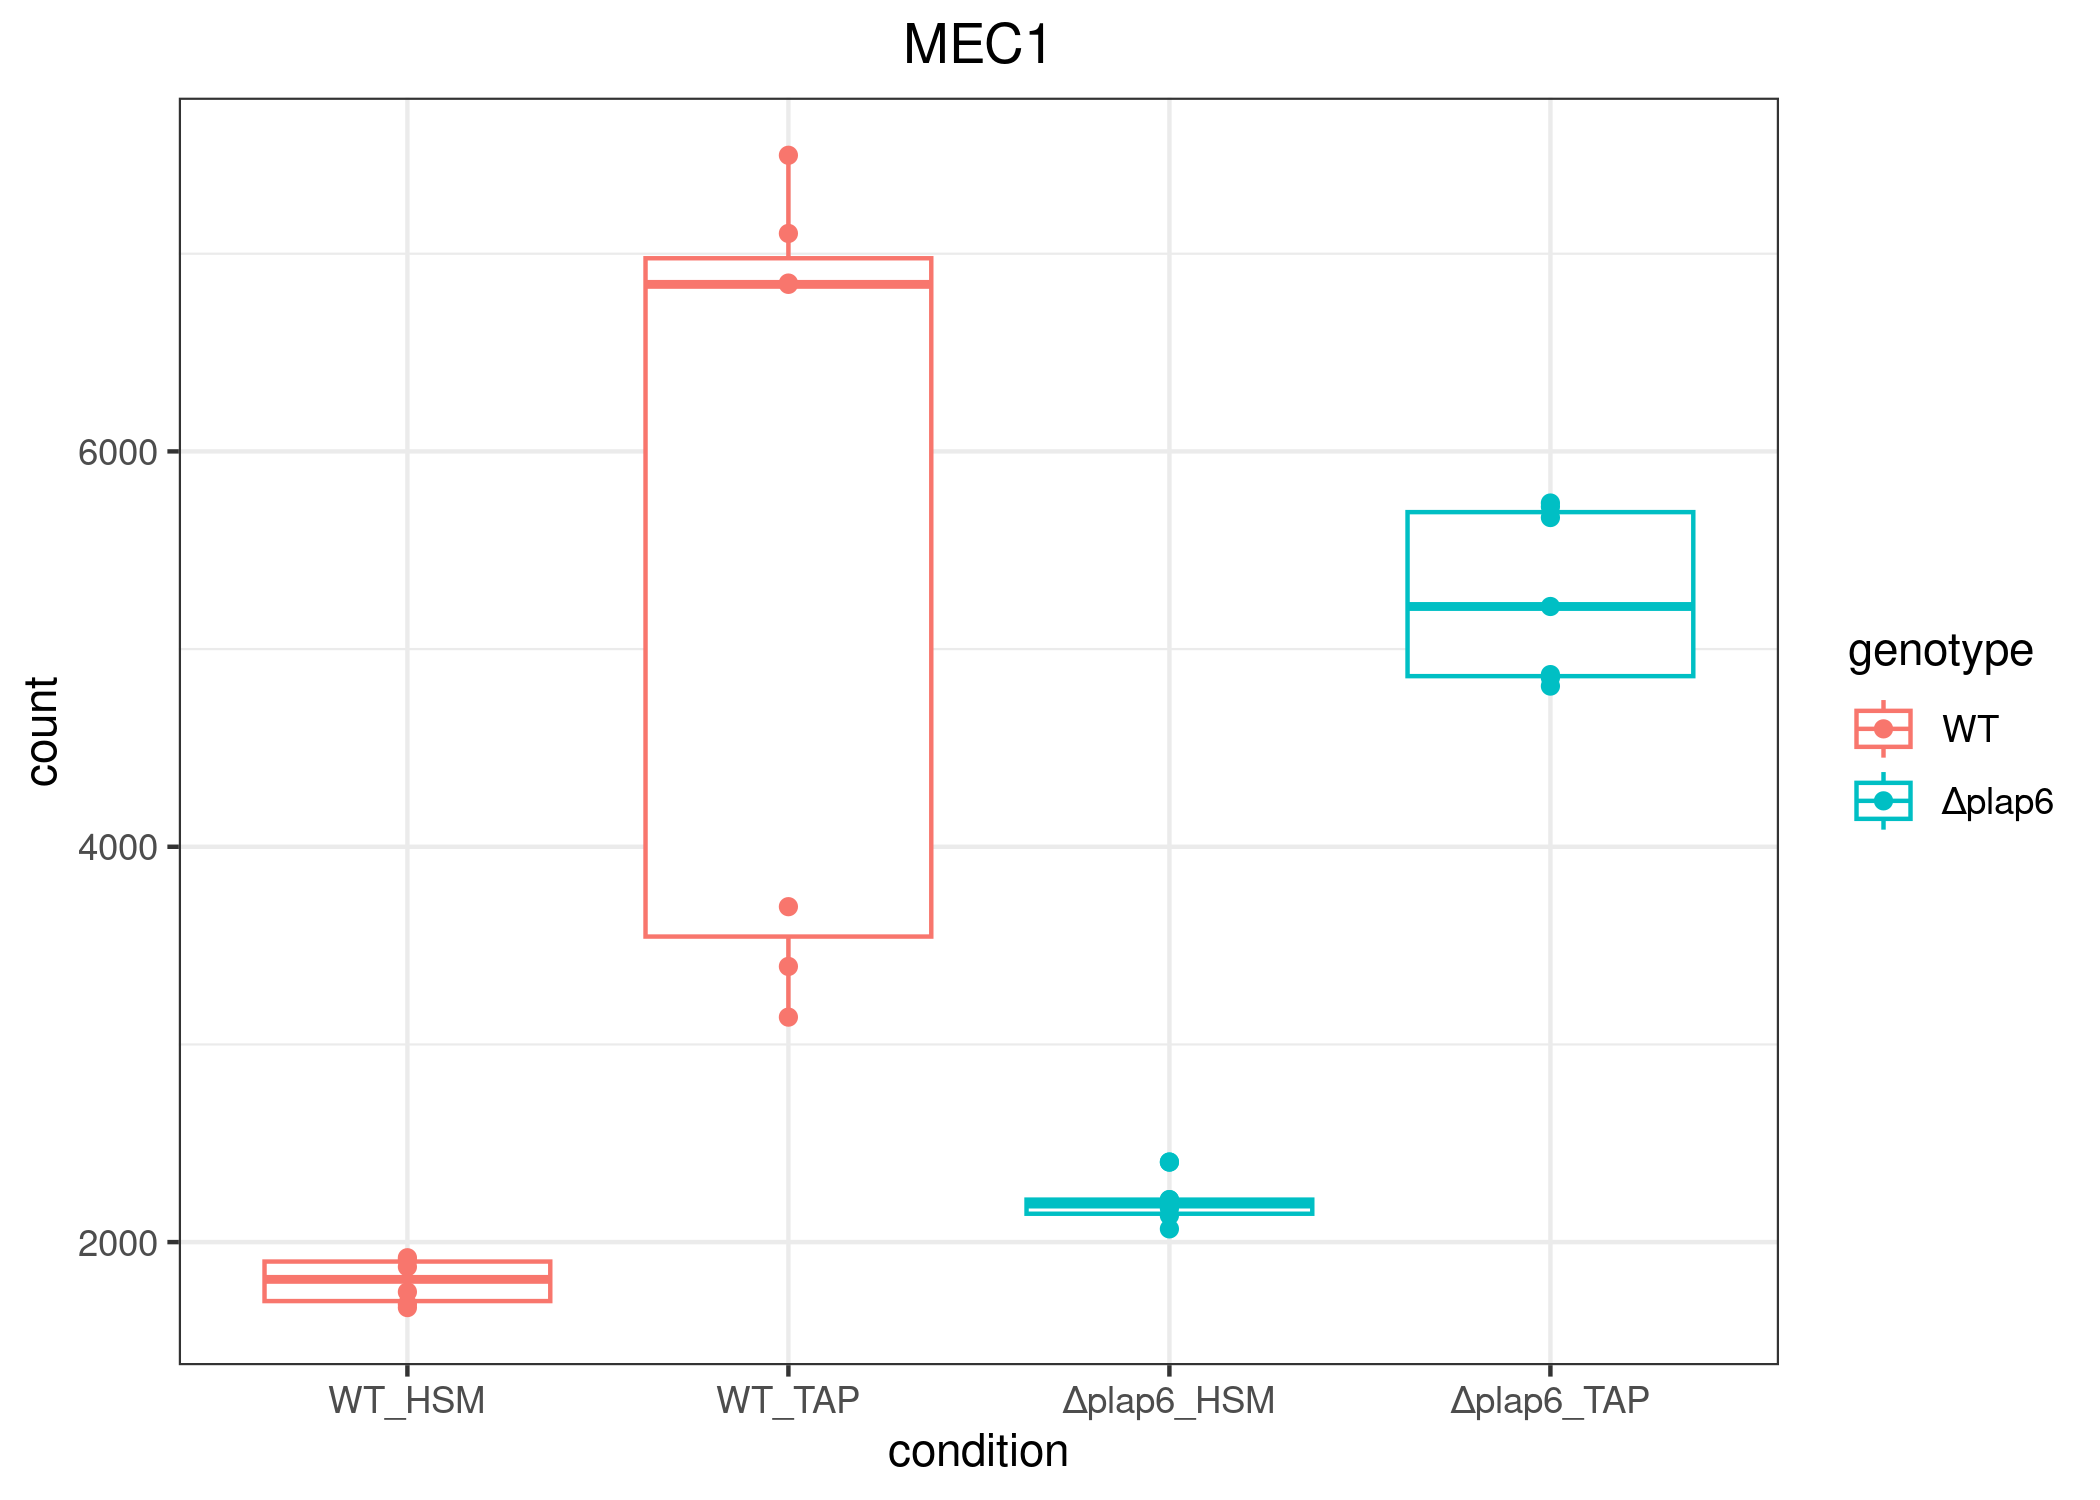 MEC1
count
6000
4000
2000
WT_HSM
WT_TAP
Δplap6_HSM
Δplap6_TAP
condition
genotype
WT
Δplap6